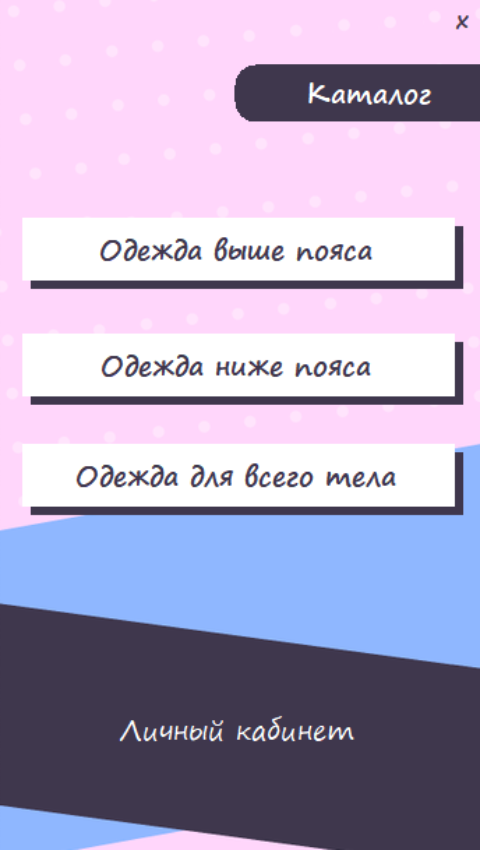 x
Каталог
Одежда выше пояса
Одежда ниже пояса
Одежда для всего тела
Личный кабинет